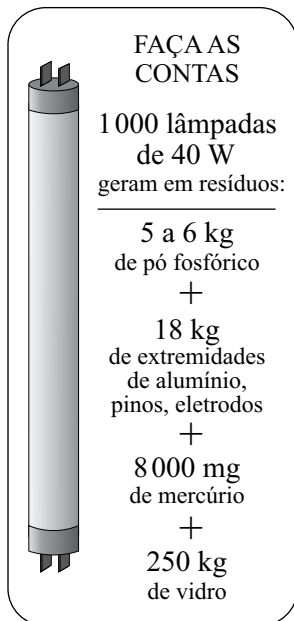 FAÇA AS
CONTAS
1 000 lâmpadas
de 40 W
geram em resíduos:
5 a 6 kg
de pó fosfórico
+
18 kg
de extremidades
de alumínio,
pinos, eletrodos
+
8 000 mg
de mercúrio
+
250 kg
de vidro